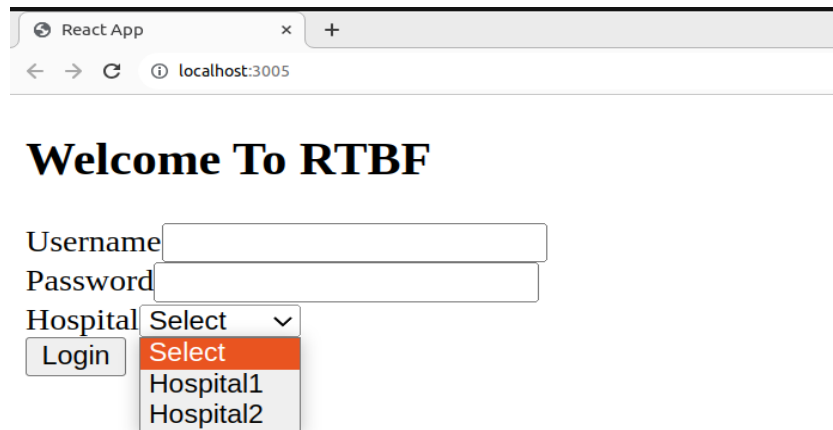 React App
localhost:3005
Welcome To RTBF
Username
Password
Hospital Select
Login Select
Hospital1
Hospital2